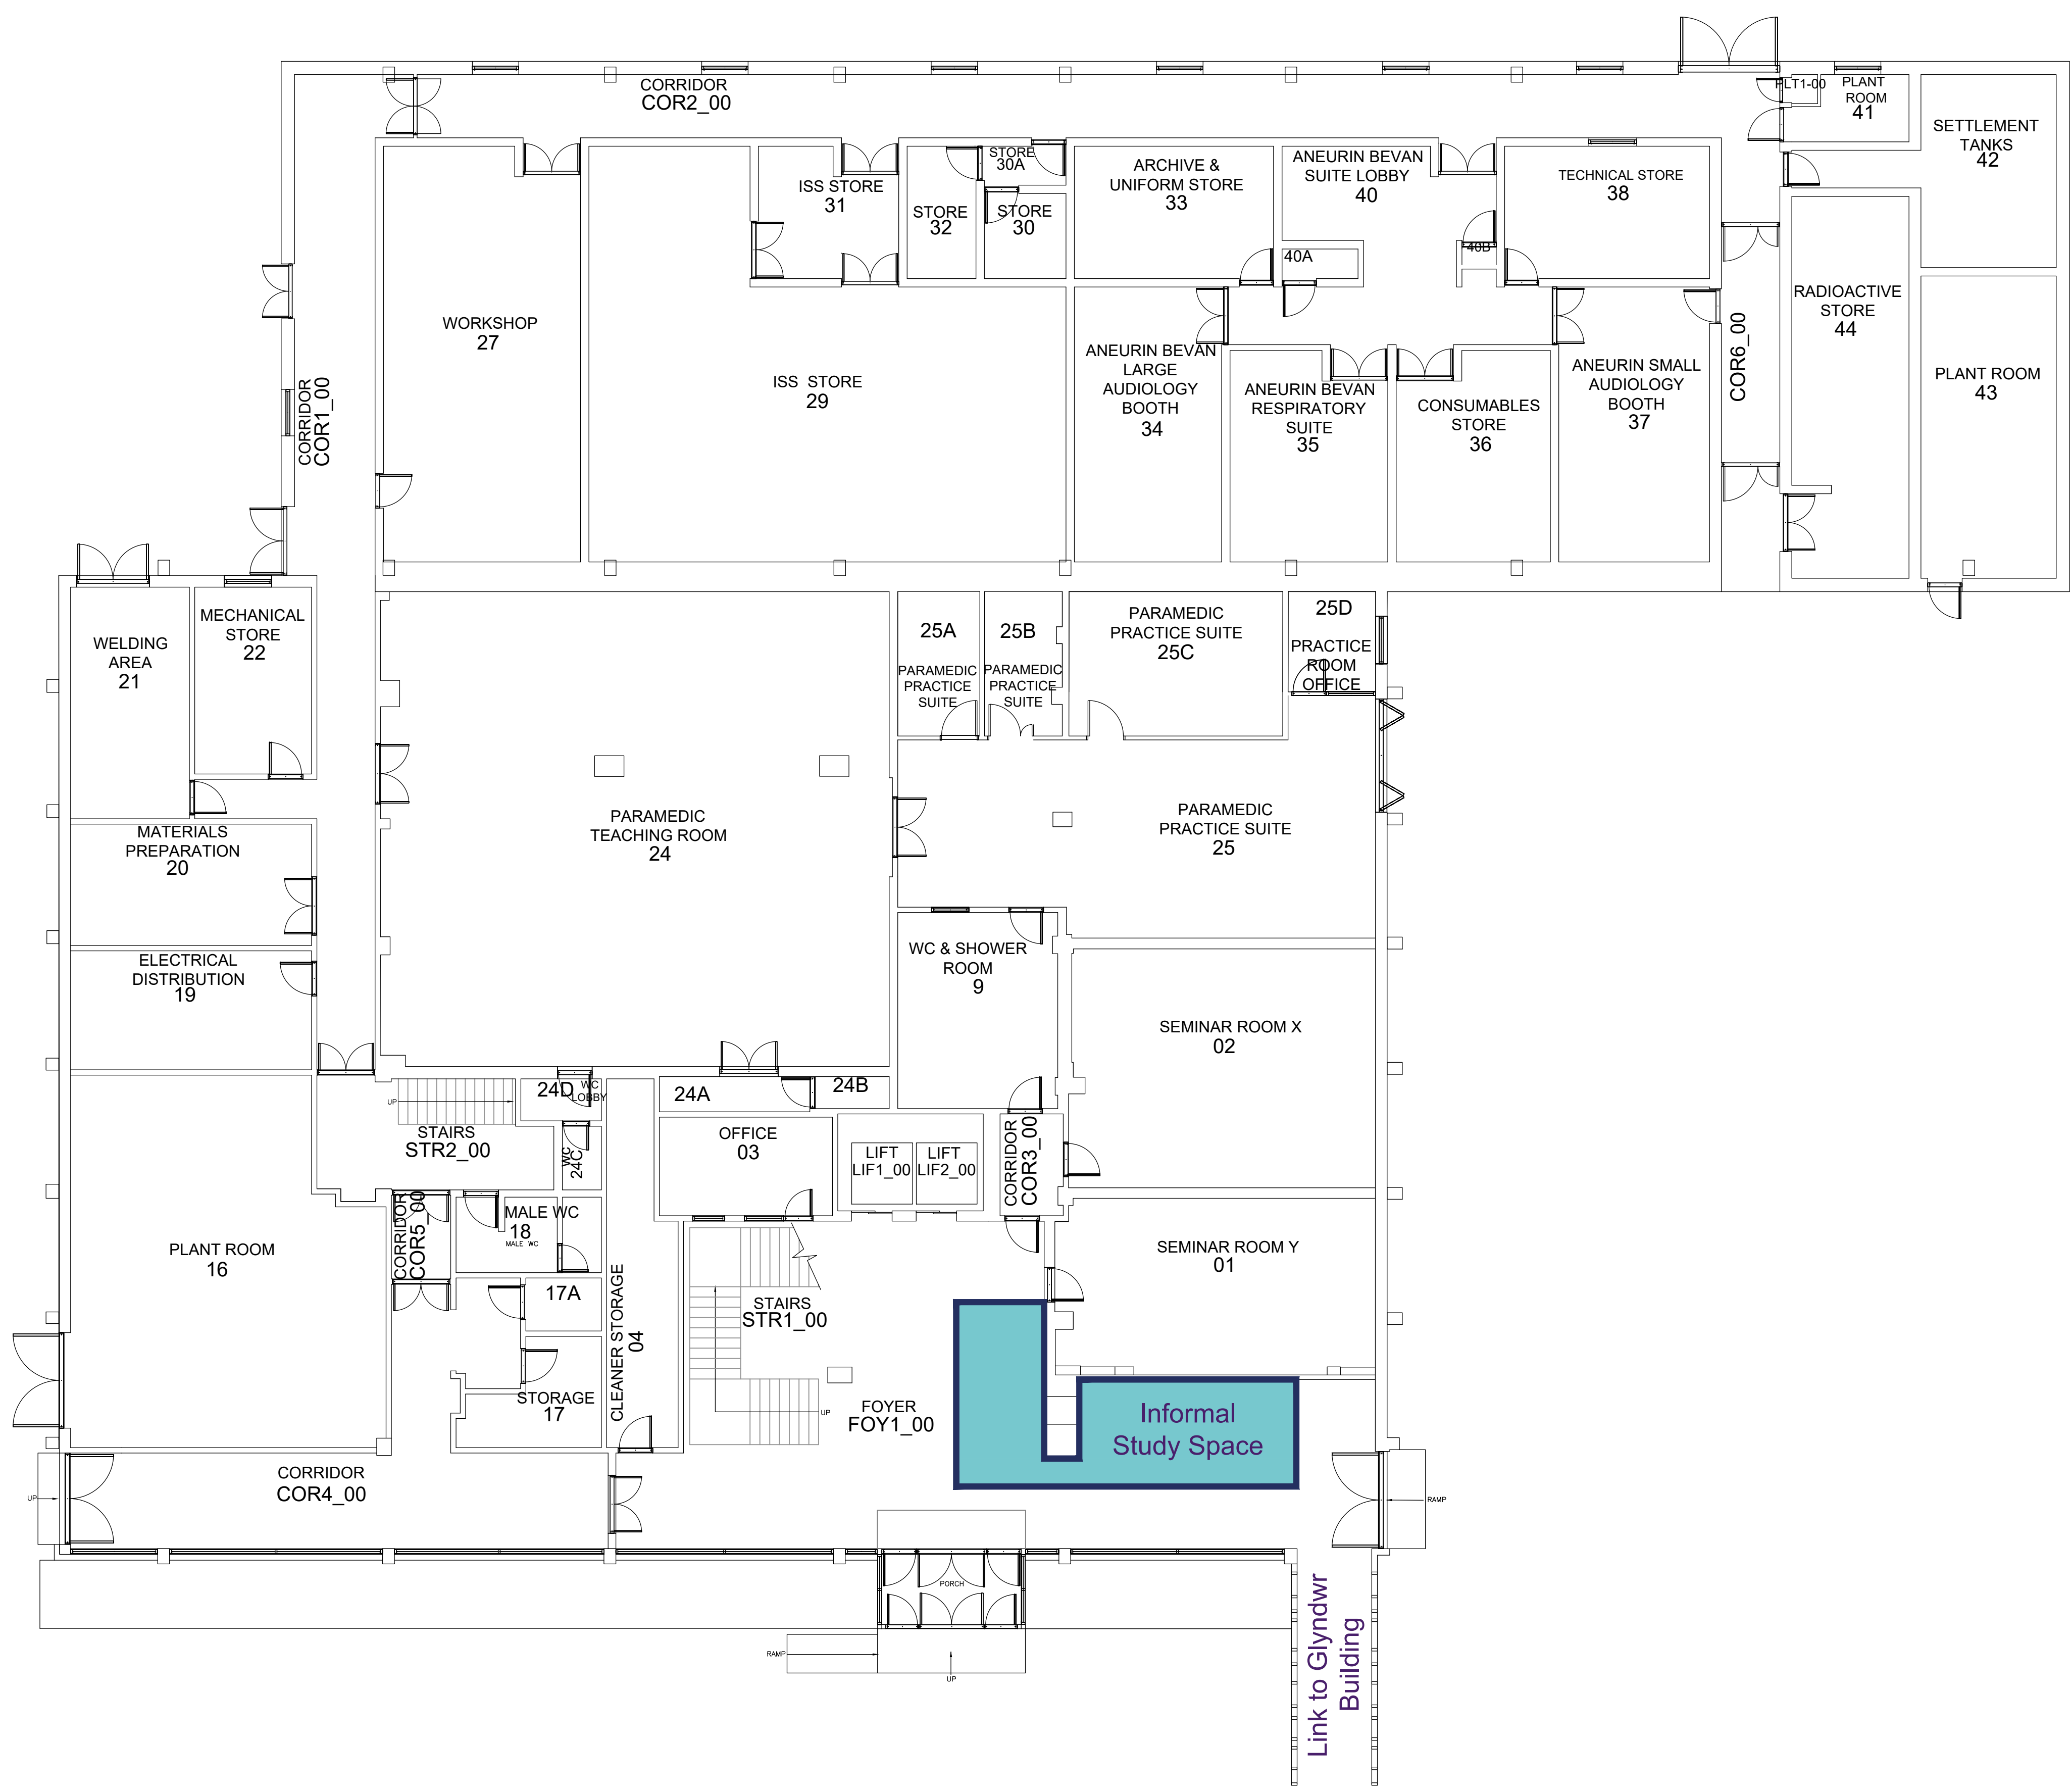 CORRIDOR
COR2_00
PLT1-00
PLANT
ROOM
41
SETTLEMENT
TANKS
42
ISS STORE
31
STORE
32
STORE
30A
STORE
30
ARCHIVE &
UNIFORM STORE
33
ANEURIN BEVAN
SUITE LOBBY
40
40A
40B
TECHNICAL STORE
38
WORKSHOP
27
ISS STORE
29
ANEURIN BEVAN
LARGE
AUDIOLOGY
BOOTH
34
ANEURIN BEVAN
RESPIRATORY
SUITE
35
CONSUMABLES
STORE
36
ANEURIN SMALL
AUDIOLOGY
BOOTH
37
COR6_00
RADIOACTIVE
STORE
44
PLANT ROOM
43
CORRIDOR
COR1_00
WELDING
AREA
21
MECHANICAL
STORE
22
25A
PARAMEDIC
PRACTICE
SUITE
25B
PARAMEDIC
PRACTICE
SUITE
PARAMEDIC
PRACTICE SUITE
25C
25D
PRACTICE
ROOM
OFFICE
MATERIALS
PREPARATION
20
PARAMEDIC
TEACHING ROOM
24
PARAMEDIC
PRACTICE SUITE
25
ELECTRICAL
DISTRIBUTION
19
WC & SHOWER
ROOM
9
SEMINAR ROOM X
02
UP
STAIRS
STR2_00
24D
WC
LOBBY
WC
24C
24A
24B
OFFICE
03
LIFT
LIF1_00
LIFT
LIF2_00
CORRIDOR
COR3_00
PLANT ROOM
16
CORRIDOR
COR5_00
MALE WC
18
MALE WC
17A
STORAGE
17
CLEANER STORAGE
04
STAIRS
STR1_00
UP
SEMINAR ROOM Y
01
FOYER
FOY1_00
Informal
Study Space
CORRIDOR
COR4_00
UP
RAMP
PORCH
RAMP
UP
Link to Glyndwr
Building